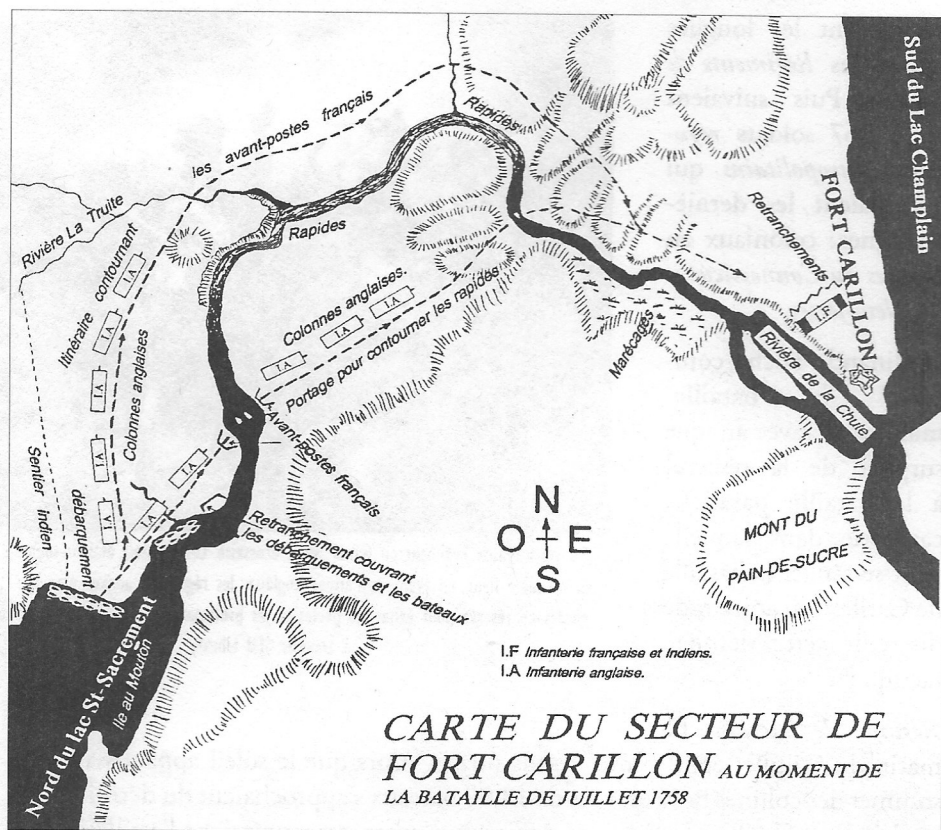 les avant-postes français
Rapides
Rivière La Truite
Rapides
Itinéraire contournant
Colonnes anglaises
I.A
I.A
I.A
I.A
I.A
Colonnes anglaises
I.A
I.A
I.A
Portage pour contourner les rapides
I.A
I.A
Avant-postes français
Retranchement couvrant
les débarquements et les bateaux
Sentier Indien
débarquement
Nord du lac St-Sacrement
Ile au Mouton
Marécages
Retranchements
FORT CARILLON
I.F
Rivière de la Chute
Sud du Lac Champlain
MONT DU
PAIN-DE-SUCRE
N
O E
S
I.F Infanterie française et Indiens.
I.A Infanterie anglaise.
CARTE DU SECTEUR DE
FORT CARILLON AU MOMENT DE
LA BATAILLE DE JUILLET 1758